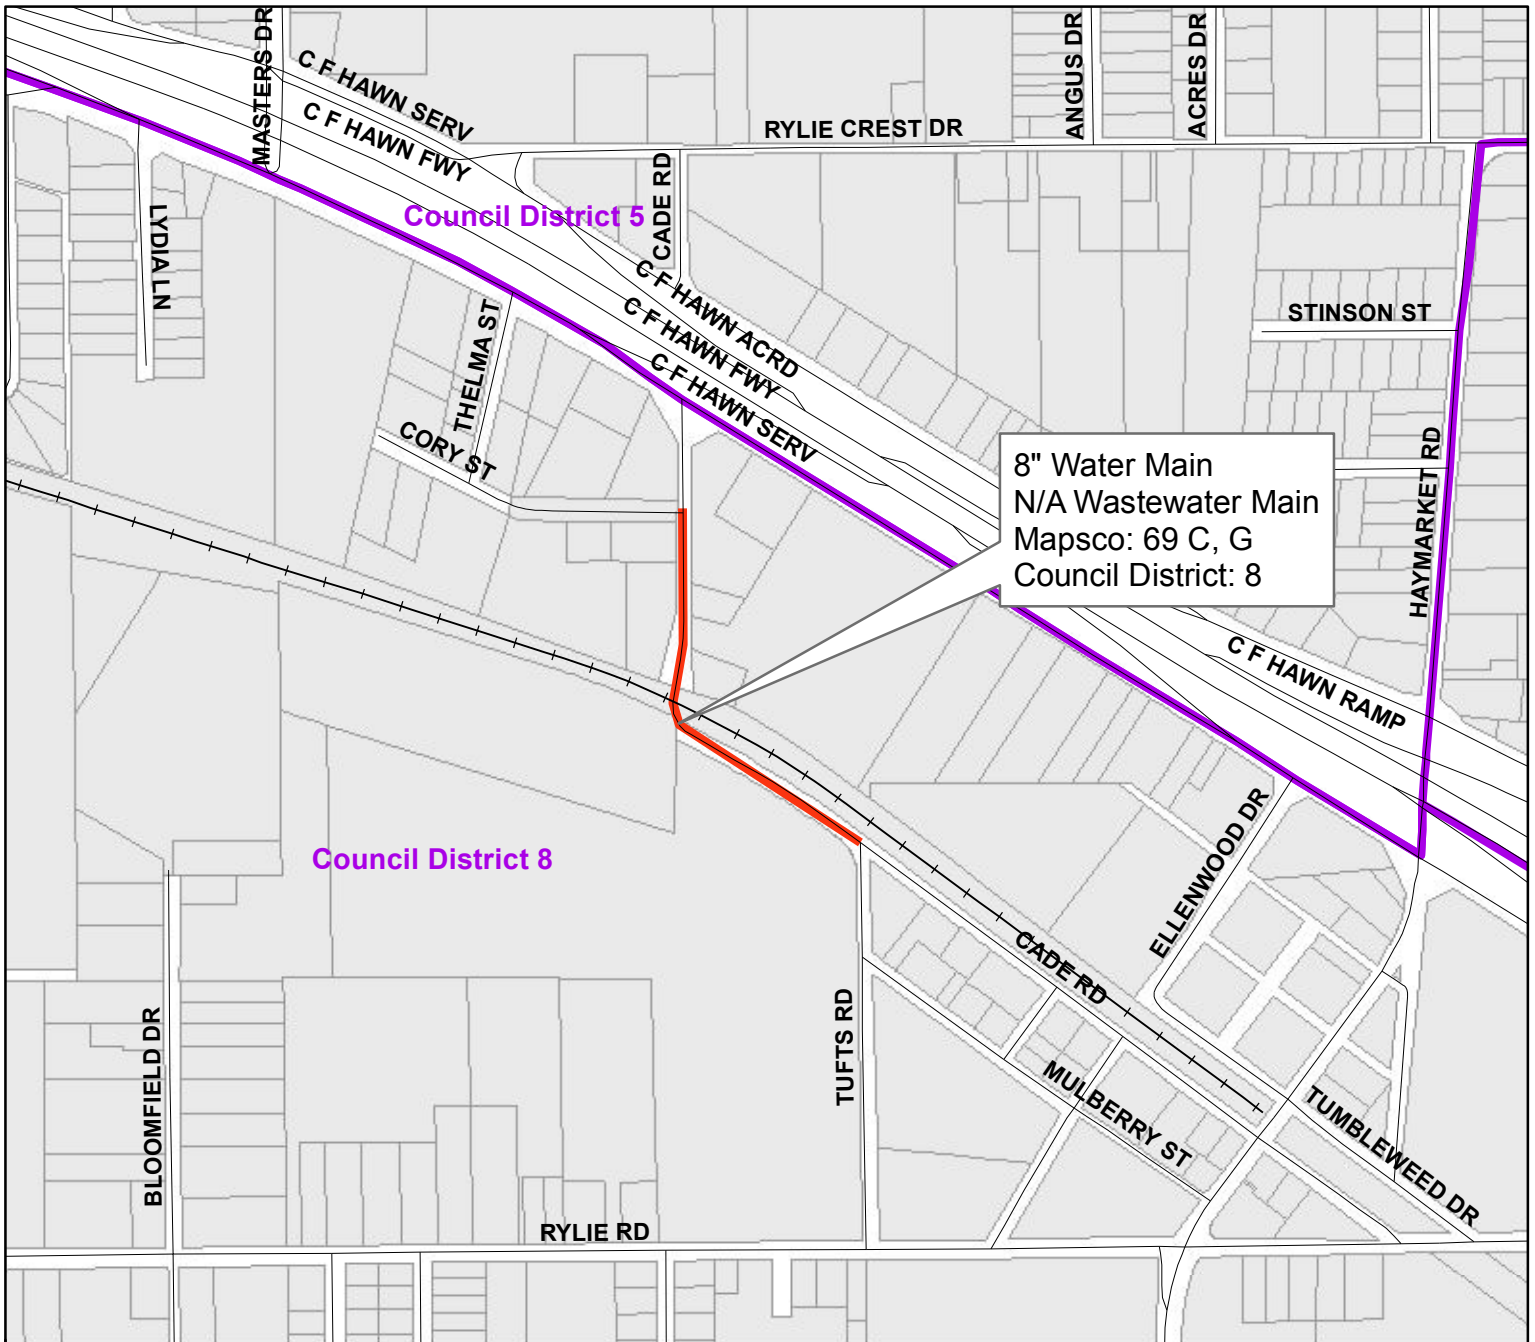 MASTERS DR
C F HAWN SERV
C F HAWN FWY
RYLIE CREST DR
ANGUS DR
ACRES DR
LYDIA LN
Council District 5
CADE RD
C F HAWN ACRD
C F HAWN FWY
C F HAWN SERV
STINSON ST
THELMA ST
CORY ST
HAYMARKET RD
8" Water Main
N/A Wastewater Main
Mapsco: 69 C, G
Council District: 8
C F HAWN RAMP
Council District 8
ELLENWOOD DR
CADE RD
TUFTS RD
BLOOMFIELD DR
MULBERRY ST
TUMBLEWEED DR
RYLIE RD